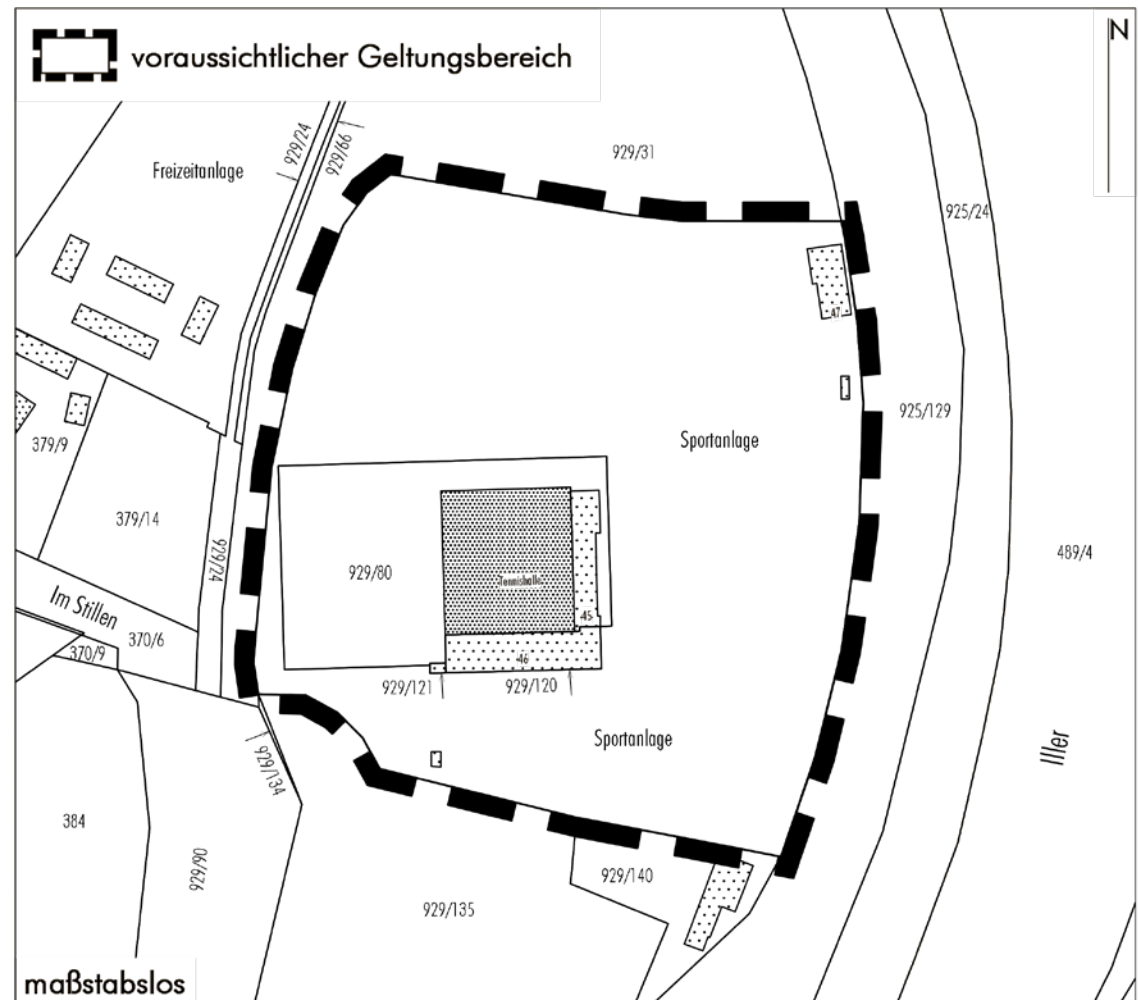 voraussichtlicher Geltungsbereich
N
929/24
929/66
929/31
Freizeitanlage
925/24
47
925/129
Sportanlage
379/9
379/14
489/4
929/24
929/80
Tennishalle
Im Stillen
45
370/6
370/9
46
929/121
929/120
Sportanlage
Iller
929/134
384
929/90
929/140
929/135
maßstabslos